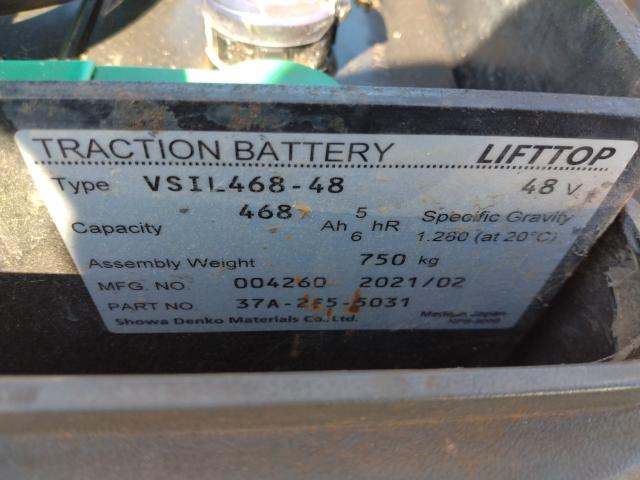 TRACTION BATTERY LIFTTOP
Type VSIL468-48 48 V
Capacity 468 Ah 5 hR Specific Gravity
6 1.260 (at 20°C)
Assembly Weight 750 kg
MFG. NO. 004260 2021/02
PART NO.
Showa Denko Materials Co., Ltd. Made in Japan